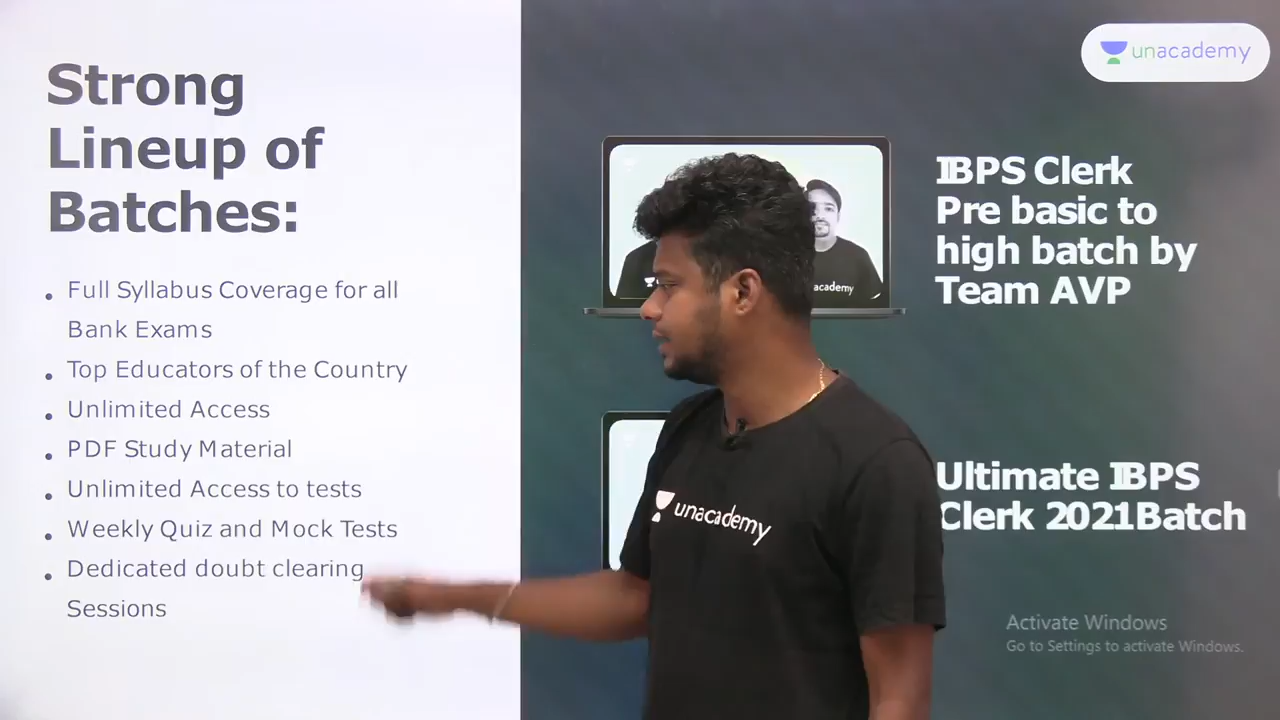 Strong
Lineup of
Batches:
Full Syllabus Coverage for all
Bank Exams
Top Educators of the Country
Unlimited Access
PDF Study Material
Unlimited Access to tests
Weekly Quiz and Mock Tests
Dedicated doubt clearing
Sessions
unacademy
IBPS Clerk
Pre basic to
high batch by
Team AVP
academy
unacademy
Ultimate IBPS
Clerk 2021Batch
Activate Windows
Go to Settings to activate Windows.